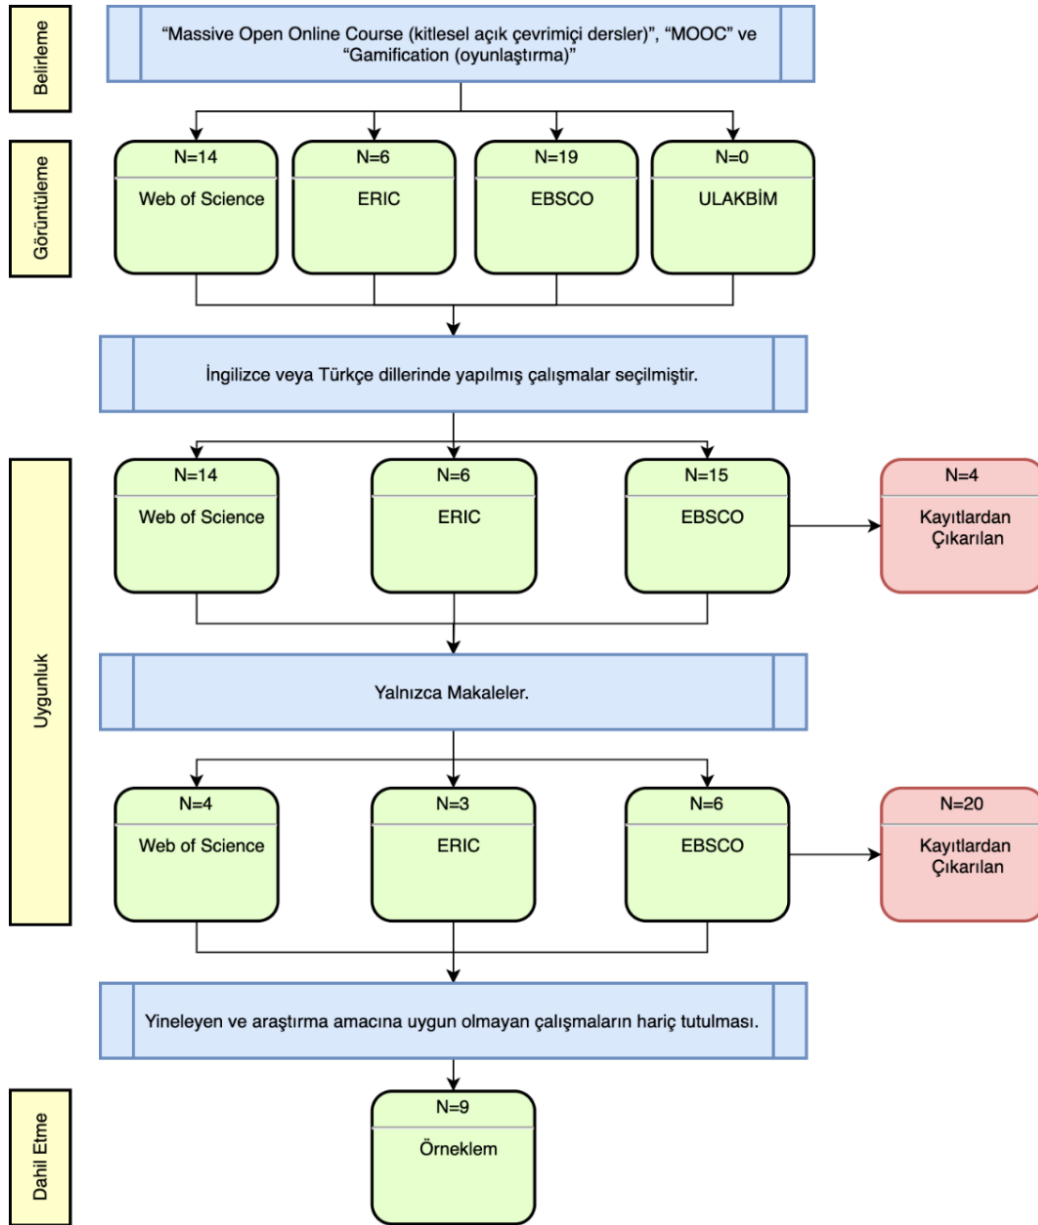 Belirleme
“Massive Open Online Course (kitlesel açık çevrimiçi dersler)”, “MOOC” ve
“Gamification (oyunlaştırma)”
Görüntüleme
N=14
Web of Science
N=6
ERIC
N=19
EBSCO
N=0
ULAKBİM
İngilizce veya Türkçe dillerinde yapılmış çalışmalar seçilmiştir.
Uygunluk
N=14
Web of Science
N=6
ERIC
N=15
EBSCO
N=4
Kayıtlardan
Çıkarılan
Yalnızca Makaleler.
N=4
Web of Science
N=3
ERIC
N=6
EBSCO
N=20
Kayıtlardan
Çıkarılan
Yineleyen ve araştırma amacına uygun olmayan çalışmaların hariç tutulması.
Dahil Etme
N=9
Örneklem